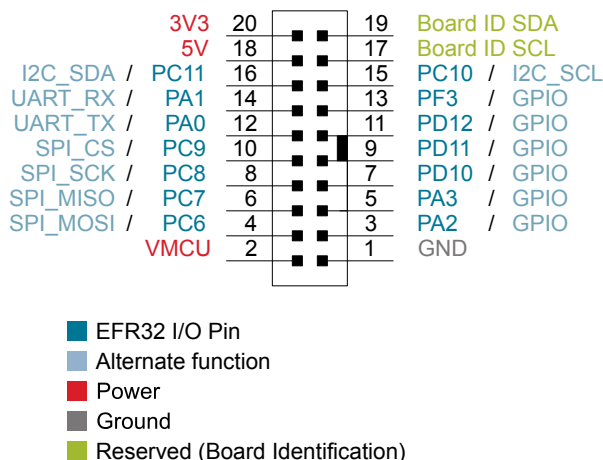 3V3 20 19 Board ID SDA
5V 18 17 Board ID SCL
I2C_SDA / PC11 16 15 PC10 / I2C_SCL
UART_RX / PA1 14 13 PF3 / GPIO
UART_TX / PA0 12 11 PD12 / GPIO
SPI_CS / PC9 10 9 PD11 / GPIO
SPI_SCK / PC8 8 7 PD10 / GPIO
SPI_MISO / PC7 6 5 PA3 / GPIO
SPI_MOSI / PC6 4 3 PA2 / GPIO
VMCU 2 1 GND
EFR32 I/O Pin
Alternate function
Power
Ground
Reserved (Board Identification)